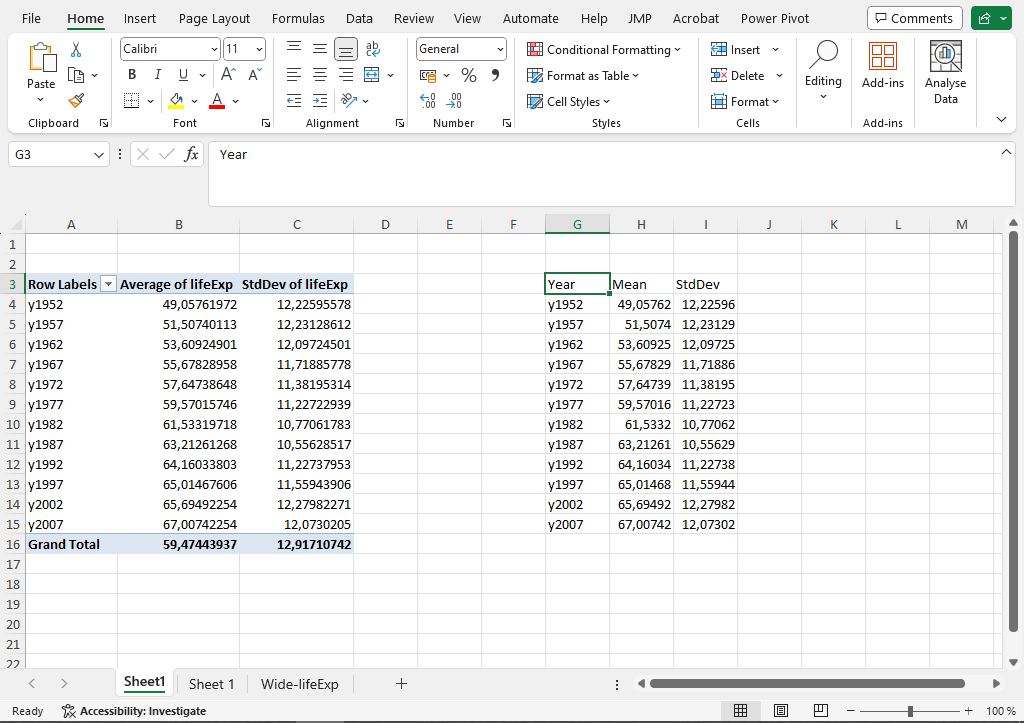 File Home Insert Page Layout Formulas Data Review View Automate Help JMP Acrobat Power Pivot Comments
Calibri 11 General Conditional Formatting Insert
Paste B I U A A % Format as Table Delete Editing Add-ins Analyse Data
A Cell Styles Format
Clipboard Font Alignment Number Styles Cells Add-ins
G3 fx Year
A B C D E F G H I J K L M
1
2
3 Row Labels Average of lifeExp StdDev of lifeExp Year Mean StdDev
4 y1952 49,05761972 12,22595578 y1952 49,05762 12,22596
5 y1957 51,50740113 12,23128612 y1957 51,5074 12,23129
6 y1962 53,60924901 12,09724501 y1962 53,60925 12,09725
7 y1967 55,67828958 11,71885778 y1967 55,67829 11,71886
8 y1972 57,64738648 11,38195314 y1972 57,64739 11,38195
9 y1977 59,57015746 11,22722939 y1977 59,57016 11,22723
10 y1982 61,53319718 10,77061783 y1982 61,5332 10,77062
11 y1987 63,21261268 10,55628517 y1987 63,21261 10,55629
12 y1992 64,16033803 11,22737953 y1992 64,16034 11,22738
13 y1997 65,01467606 11,55943906 y1997 65,01468 11,55944
14 y2002 65,69492254 12,27982271 y2002 65,69492 12,27982
15 y2007 67,00742254 12,0730205 y2007 67,00742 12,07302
16 Grand Total 59,47443937 12,91710742
17
18
19
20
21
22
Sheet1 Sheet 1 Wide-lifeExp
Ready Accessibility: Investigate 100 %